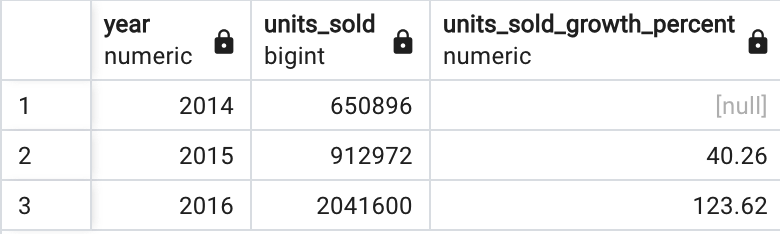 year units_sold units_sold_growth_percent
numeric bigint numeric
1 2014 650896 [null]
2 2015 912972 40.26
3 2016 2041600 123.62